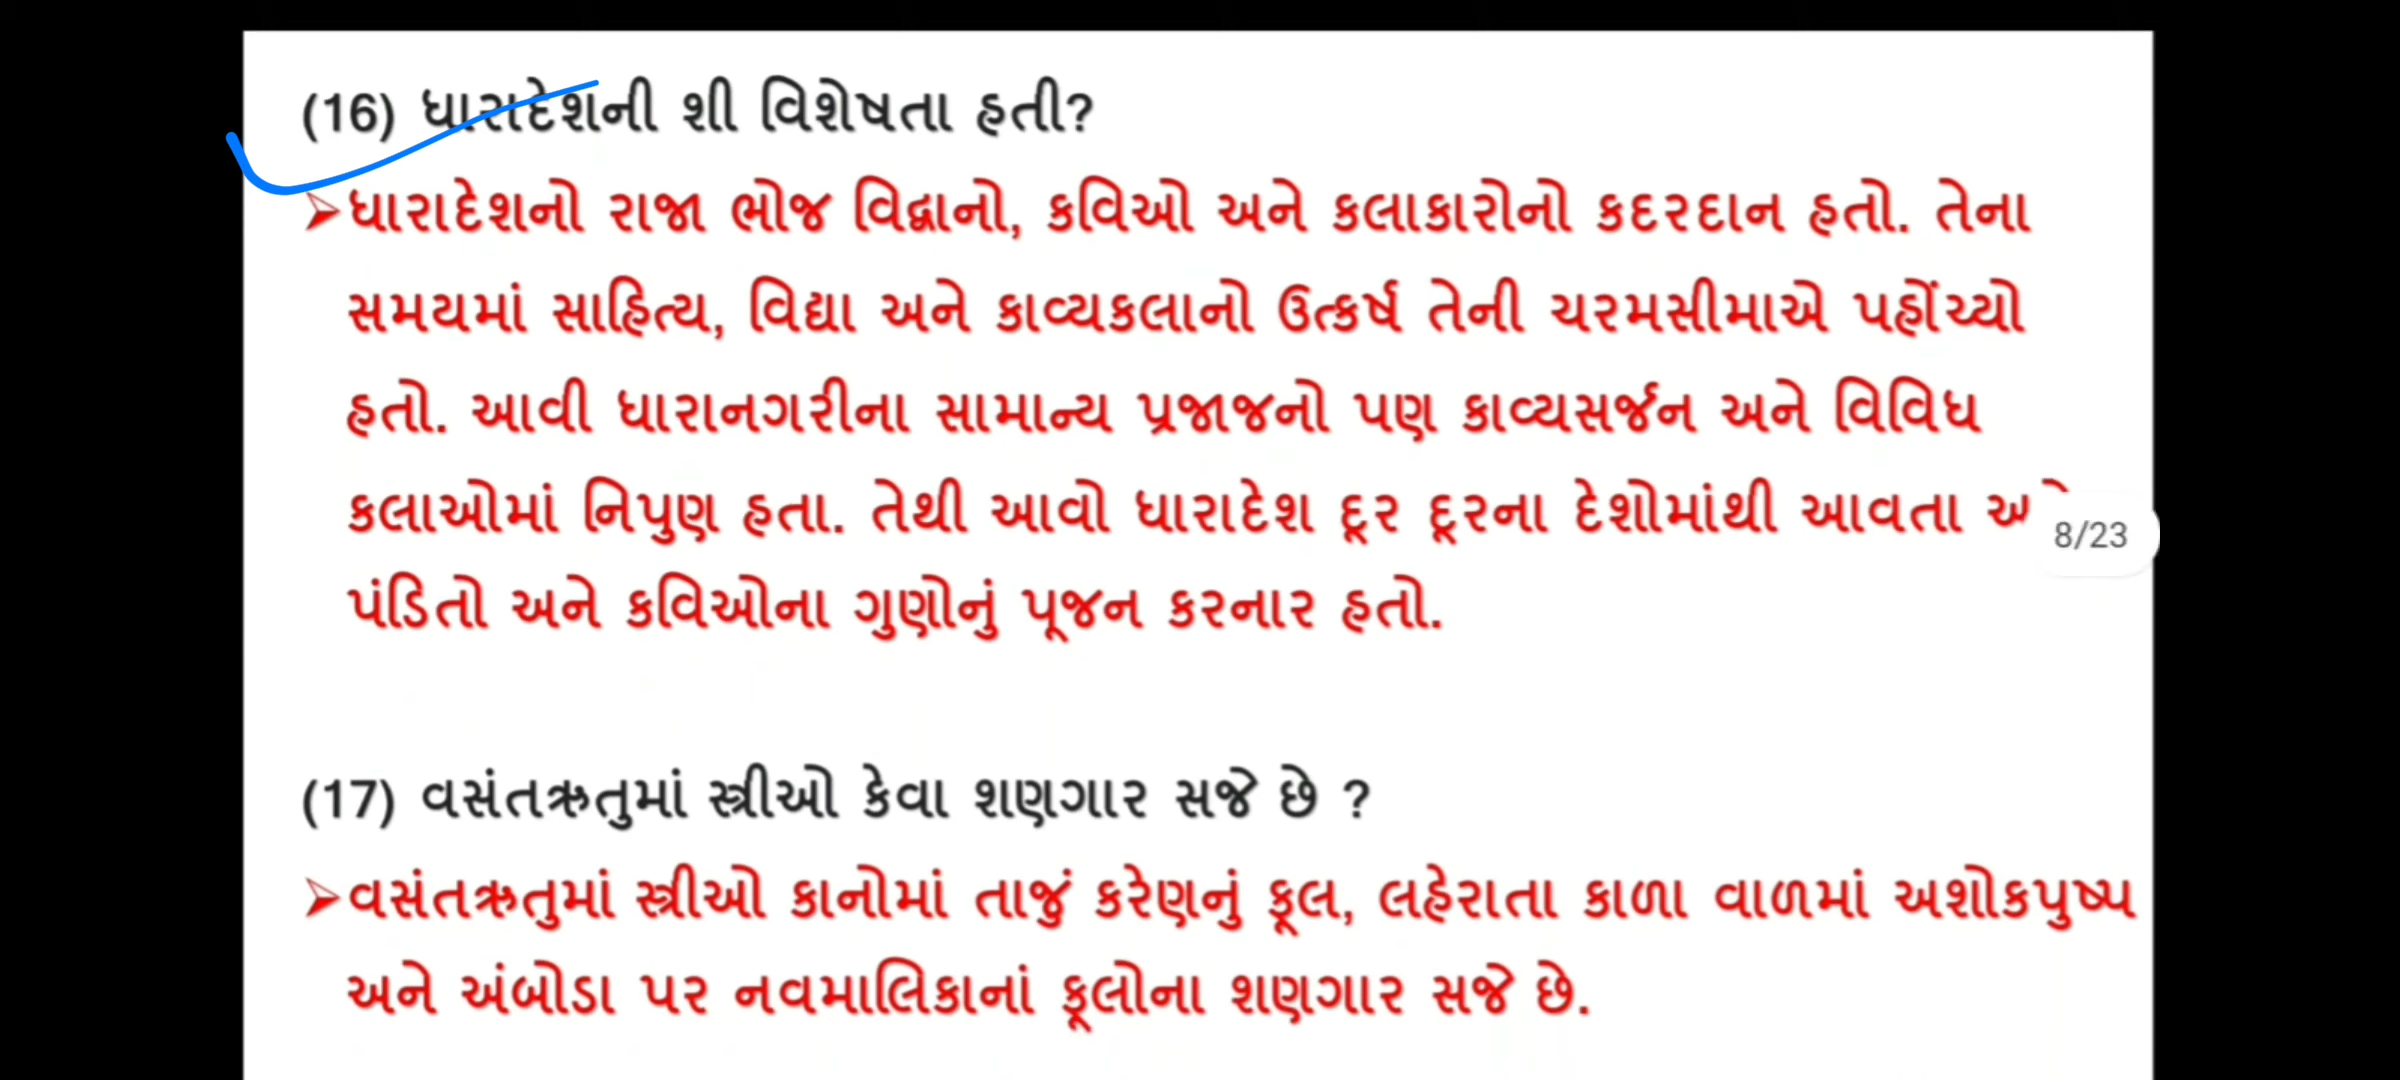 (16) ધારાદેશની શી વિશેષતા હતી?
➢ધારાદેશનો રાજા ભોજ વિદ્વાનો, કવિઓ અને કલાકારોનો કદરદાન હતો. તેના
સમયમાં સાહિત્ય, વિદ્યા અને કાવ્યકલાનો ઉત્કર્ષ તેની ચરમસીમાએ પહોંચ્યો
હતો. આવી ધારાનગરીના સામાન્ય પ્રજાજનો પણ કાવ્યસર્જન અને વિવિધ
કલાઓમાં નિપુણ હતા. તેથી આવો ધારાદેશ દૂર દૂરના દેશોમાંથી આવતા
8/23
પંડિતો અને કવિઓના ગુણોનું પૂજન કરનાર હતો.
(17) વસંતઋતુમાં સ્ત્રીઓ કેવા શણગાર સજે છે ?
➢વસંતઋતુમાં સ્ત્રીઓ કાનોમાં તાજું કરેણનું ફૂલ, લહેરાતા કાળા વાળમાં અશોકપુષ્પ
અને અંબોડા પર નવમાલિકાનાં ફૂલોના શણગાર સજે છે.